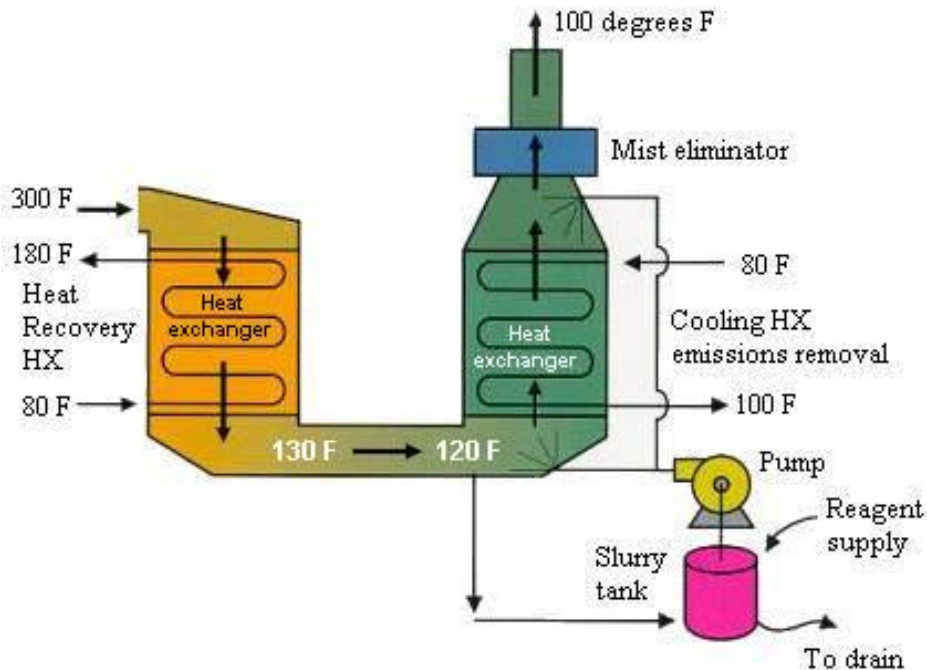 100 degrees F
Mist eliminator
300 F
180 F
Heat
Recovery
HX
80 F
Heat
exchanger
130 F
120 F
Heat
exchanger
80 F
Cooling HX
emissions removal
100 F
Pump
Reagent
supply
Slurry
tank
To drain